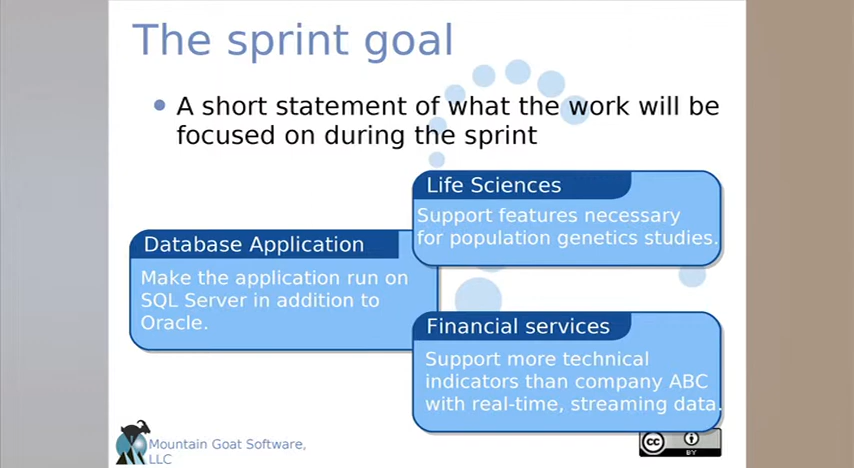 The sprint goal
• A short statement of what the work will be
focused on during the sprint
Life Sciences
Support features necessary
for population genetics studies.
Database Application
Make the application run on
SQL Server in addition to
Oracle.
Financial services
Support more technical
indicators than company ABC
with real-time, streaming data.
Mountain Goat Software,
LLC
cc
BY